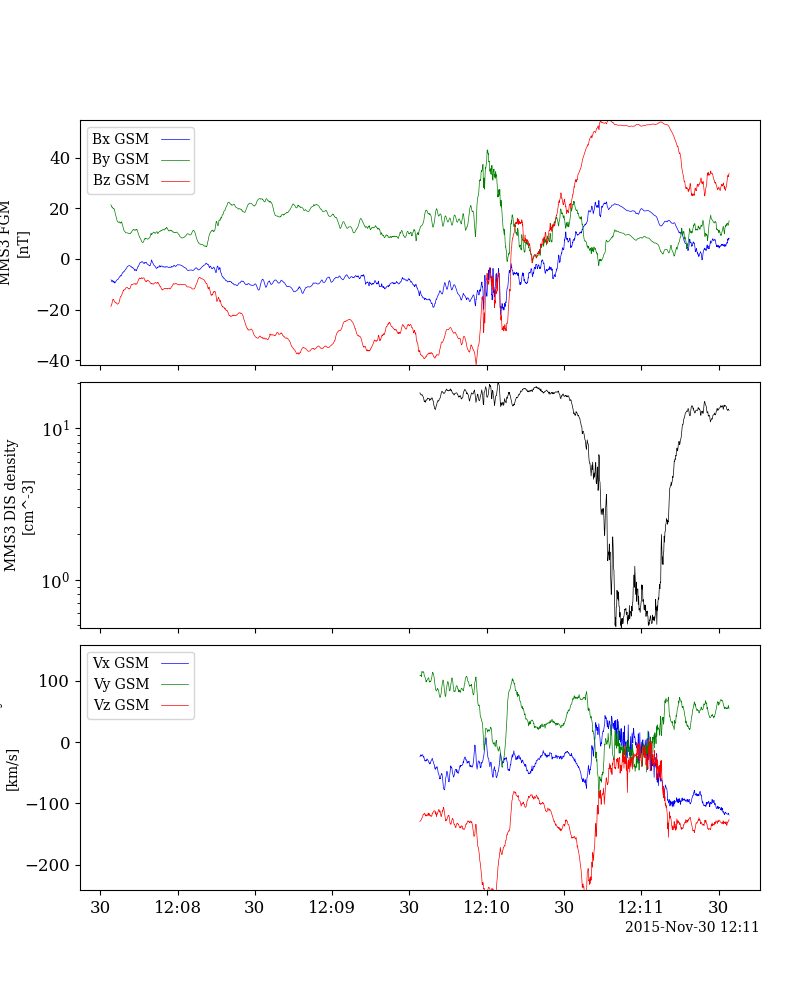 Bx GSM
By GSM
Bz GSM
40
20
0
−20
−40
MMS3 FGM
[nT]
10^1
10^0
MMS3 DIS density
[cm^-3]
Vx GSM
Vy GSM
Vz GSM
100
0
−100
−200
[km/s]
30 12:08 30 12:09 30 12:10 30 12:11 30
2015-Nov-30 12:11